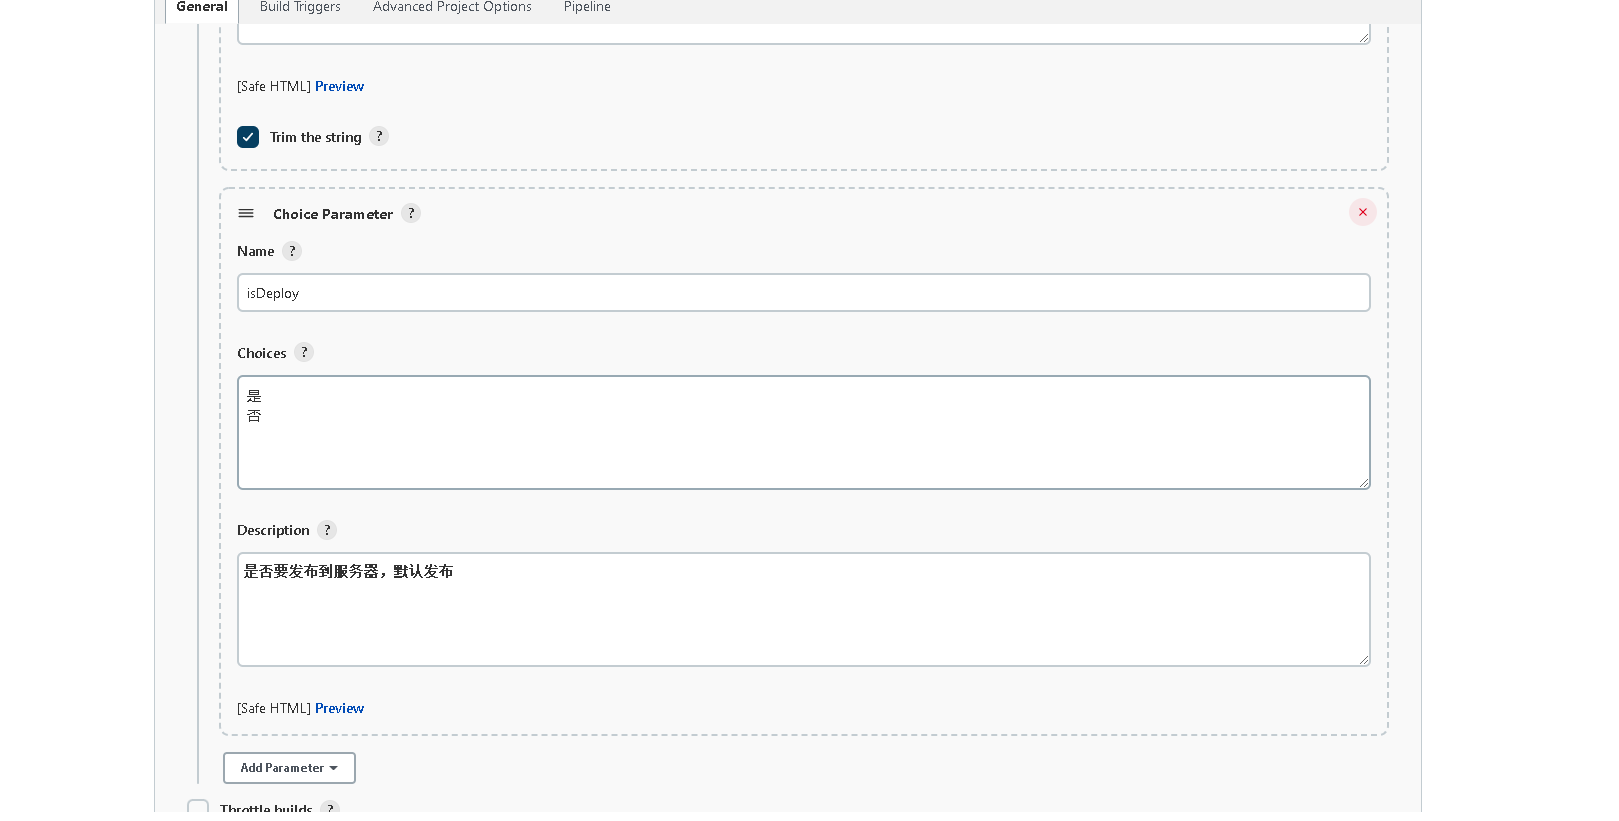 General Build Triggers Advanced Project Options Pipeline
[Safe HTML] Preview
Trim the string ?
Choice Parameter ?
Name ?
isDeploy
Choices ?
是
否
Description ?
是否要发布到服务器，默认发布
[Safe HTML] Preview
Add Parameter
Throttle builds ?